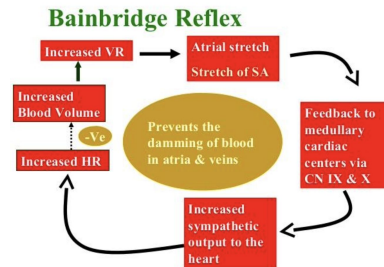 Bainbridge Reflex
Increased VR
Atrial stretch
Stretch of SA
Increased
Blood Volume
-Ve
Increased HR
Prevents the
damming of blood
in atria & veins
Feedback to
medullary
cardiac
centers via
CN IX & X
Increased
sympathetic
output to the
heart